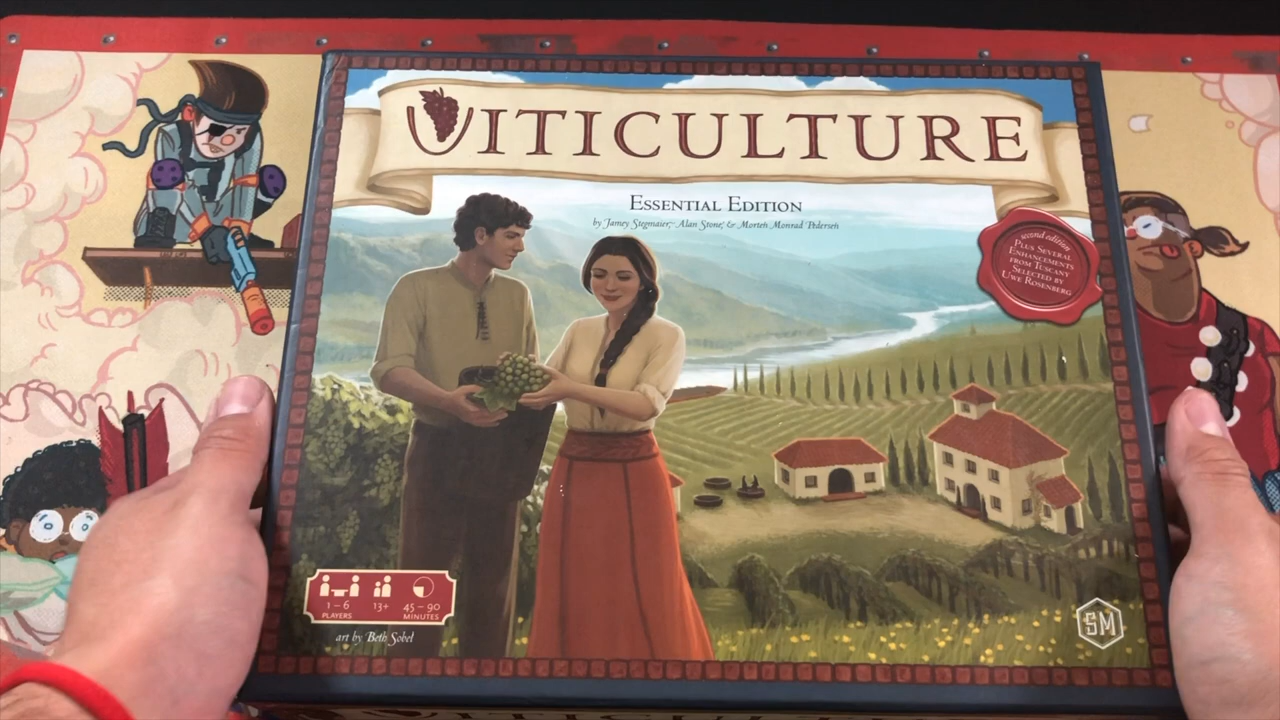 VITICULTURE
ESSENTIAL EDITION
by Jamey Stegmaier, Alan Stone, & Morten Monrad Pedersen
second edition
PLUS SEVERAL
ENHANCEMENTS
FROM TUSCANY
SELECTED BY
UWE ROSENBERG
1 – 6
PLAYERS
13+
45 – 90
MINUTES
art by Beth Sobel
SM
VITICULTURE